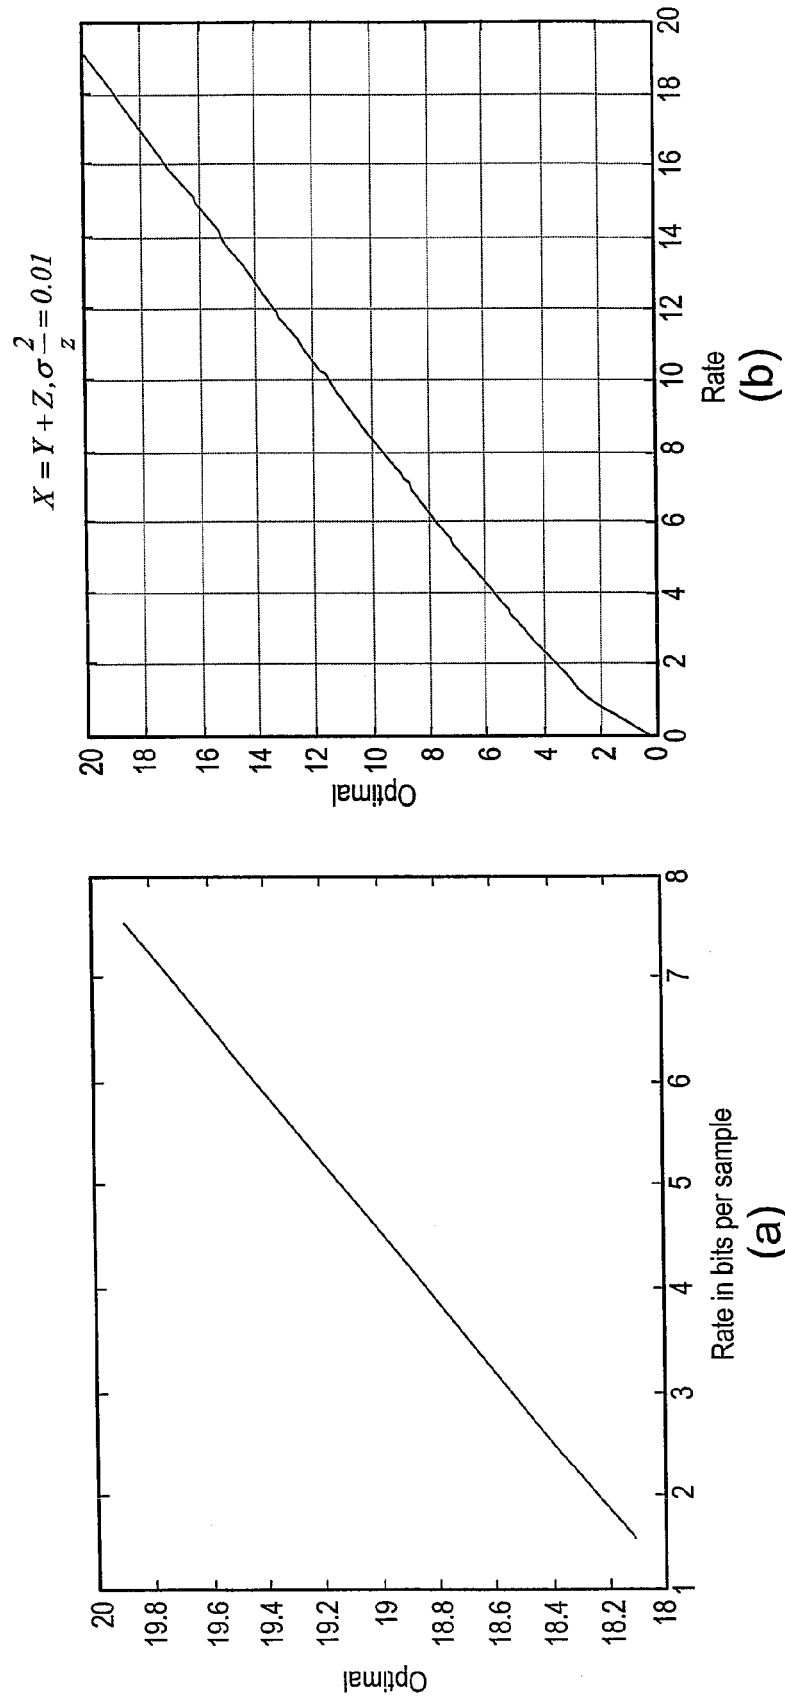 20
19.8
19.6
19.4
19.2
19
18.8
18.6
18.4
18.2
18
Optimal
1 2 3 4 5 6 7 8
Rate in bits per sample
(a)
X = Y + Z, σ_z^2 = 0.01
20
18
16
14
12
10
8
6
4
2
0
Optimal
0 2 4 6 8 10 12 14 16 18 20
Rate
(b)